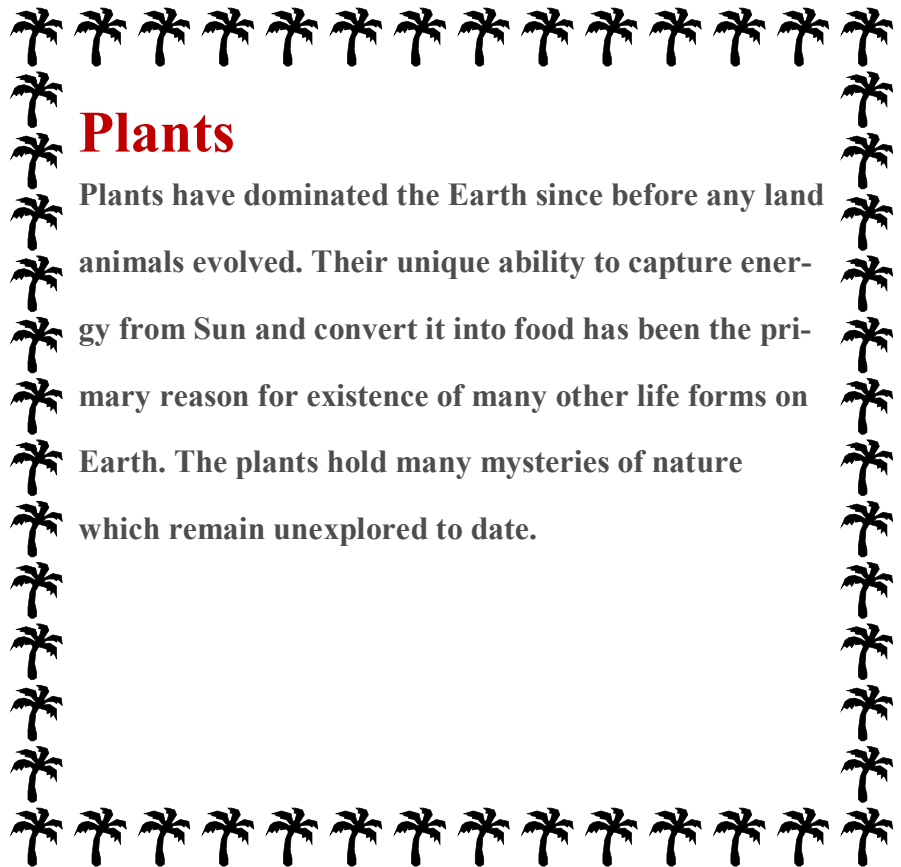 Plants
Plants have dominated the Earth since before any land
animals evolved. Their unique ability to capture ener-
gy from Sun and convert it into food has been the pri-
mary reason for existence of many other life forms on
Earth. The plants hold many mysteries of nature
which remain unexplored to date.